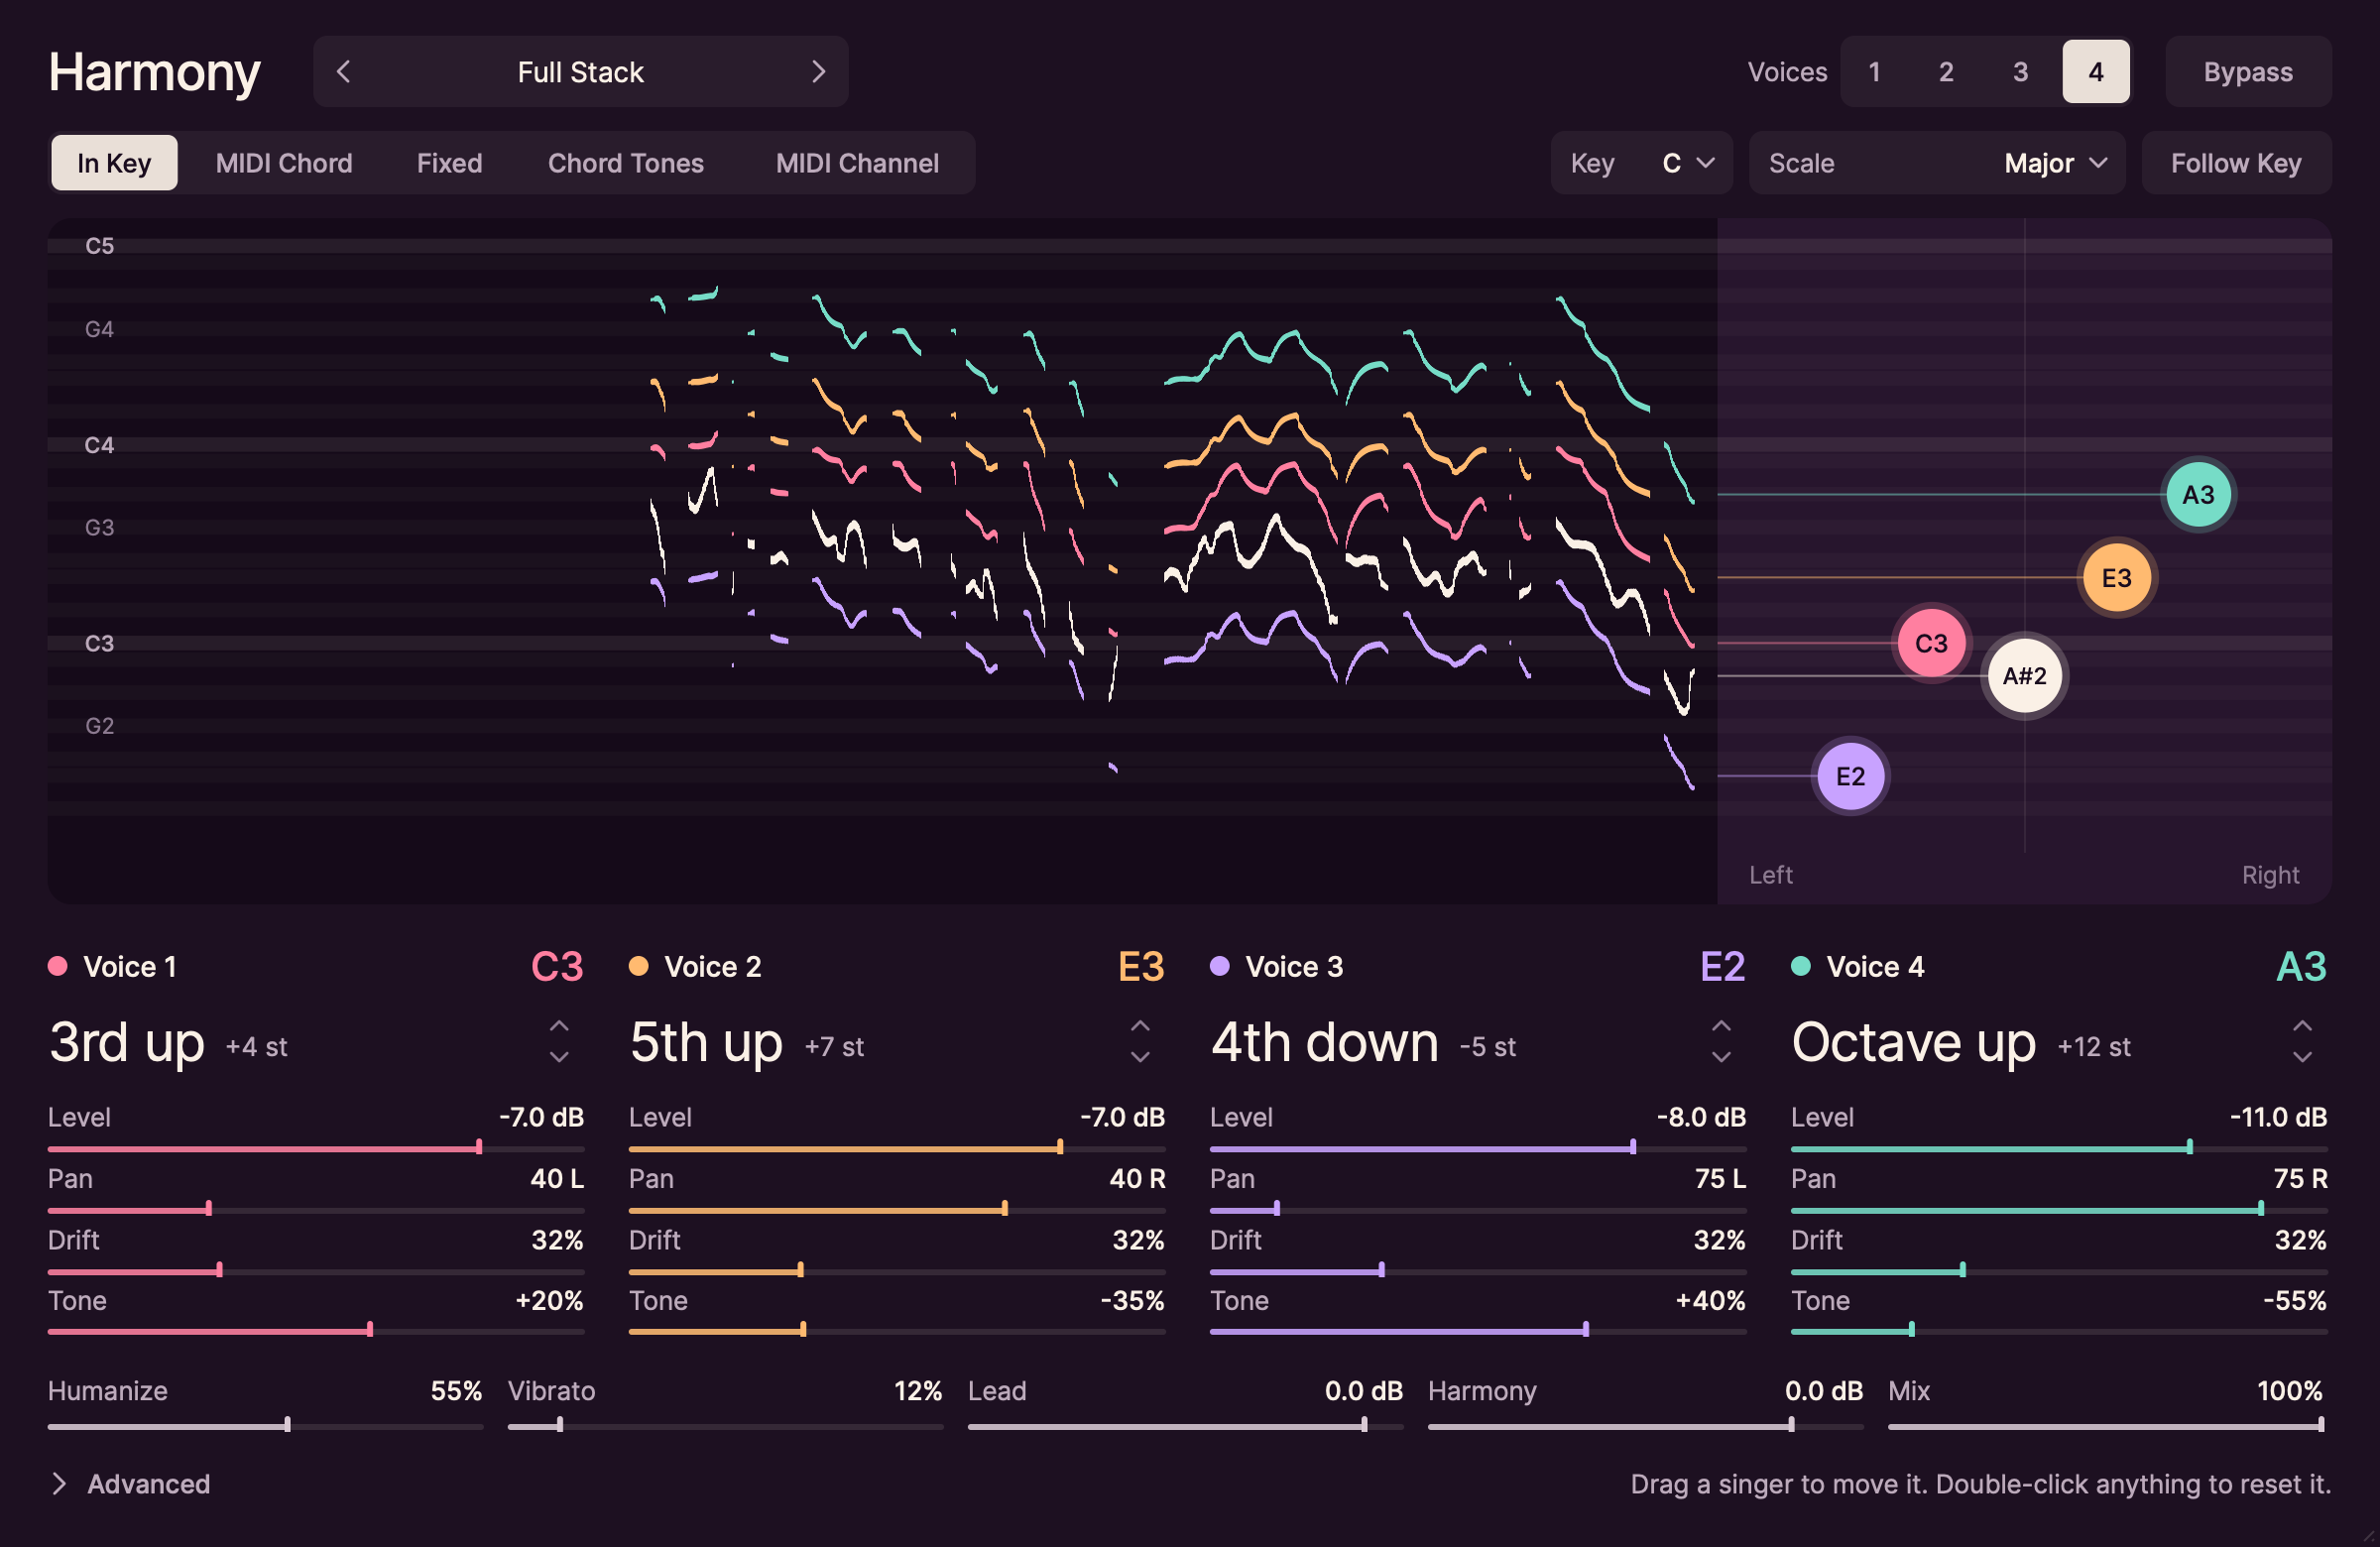 Harmony
Full Stack
Voices 1 2 3 4
Bypass
In Key MIDI Chord Fixed Chord Tones MIDI Channel
Key C
Scale Major
Follow Key
C5
G4
C4
G3
C3
G2
A3
E3
C3
A#2
E2
Left Right
Voice 1 C3
3rd up +4 st
Level -7.0 dB
Pan 40 L
Drift 32%
Tone +20%
Voice 2 E3
5th up +7 st
Level -7.0 dB
Pan 40 R
Drift 32%
Tone -35%
Voice 3 E2
4th down -5 st
Level -8.0 dB
Pan 75 L
Drift 32%
Tone +40%
Voice 4 A3
Octave up +12 st
Level -11.0 dB
Pan 75 R
Drift 32%
Tone -55%
Humanize 55%
Vibrato 12%
Lead 0.0 dB
Harmony 0.0 dB
Mix 100%
Advanced
Drag a singer to move it. Double-click anything to reset it.